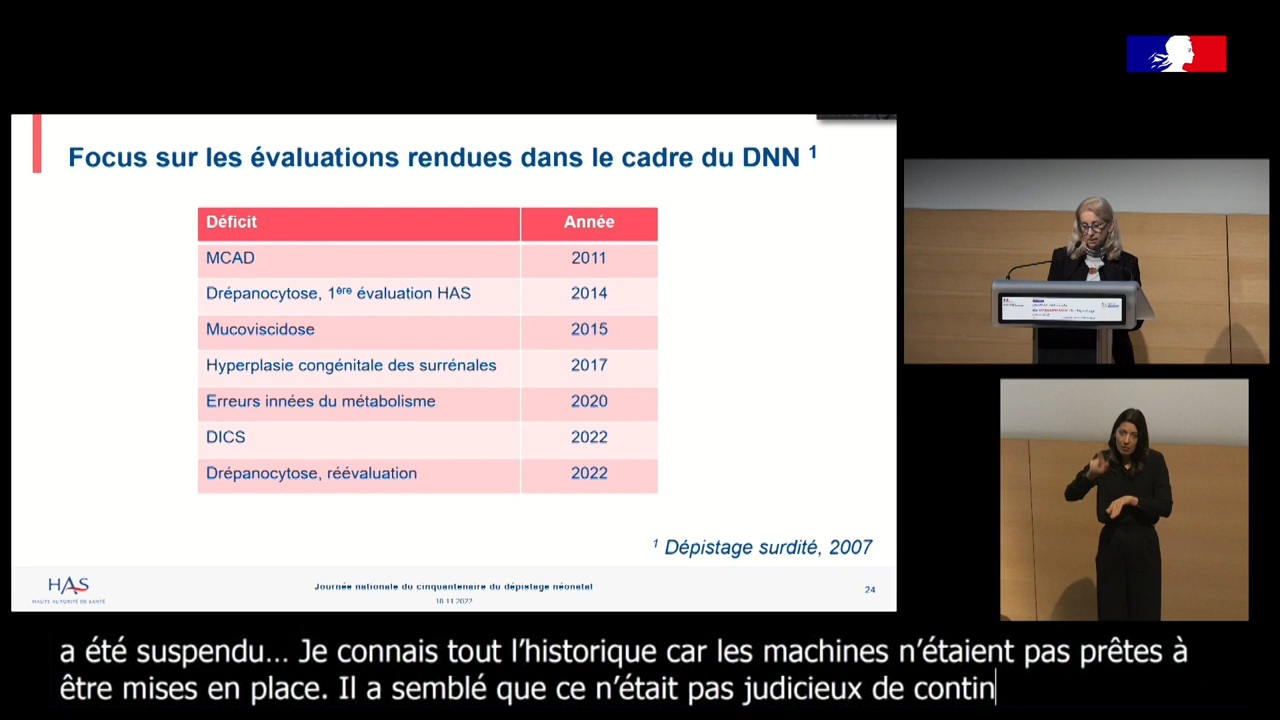 Focus sur les évaluations rendues dans le cadre du DNN ¹
Déficit Année
MCAD 2011
Drépanocytose, 1ère évaluation HAS 2014
Mucoviscidose 2015
Hyperplasie congénitale des surrénales 2017
Erreurs innées du métabolisme 2020
DICS 2022
Drépanocytose, réévaluation 2022
¹ Dépistage surdité, 2007
HAS
HAUTE AUTORITÉ DE SANTÉ
Journée nationale du cinquantenaire du dépistage néonatal
18.11.2022
24
a été suspendu... Je connais tout l’historique car les machines n’étaient pas prêtes à
être mises en place. Il a semblé que ce n’était pas judicieux de contin